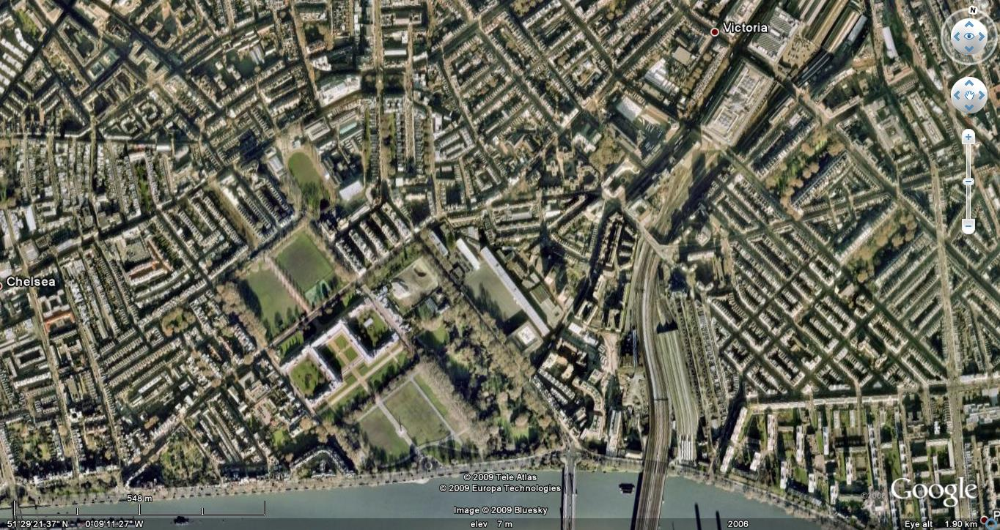 N
Victoria
Chelsea
548 m
© 2009 Tele Atlas
© 2009 Europa Technologies
Image © 2009 Bluesky
©2008 Google
51°29'21.37" N 0°09'11.27" W
elev 7 m
2006
Eye alt 1.90 km